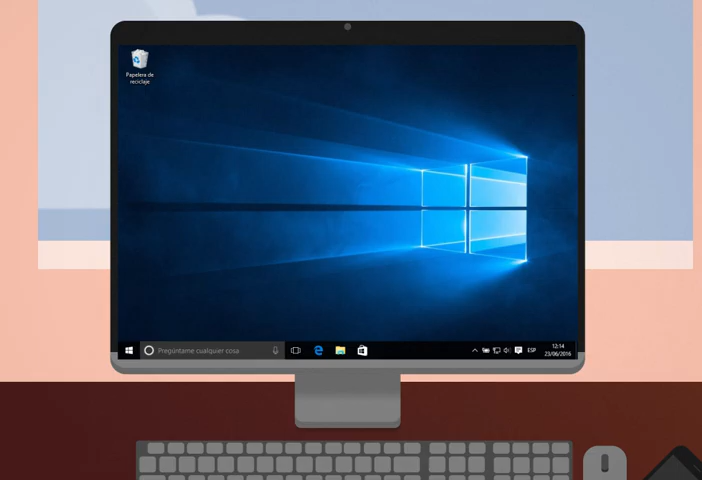 Papelera de
reciclaje
Pregúntame cualquier cosa
ESP
12:14
23/06/2016